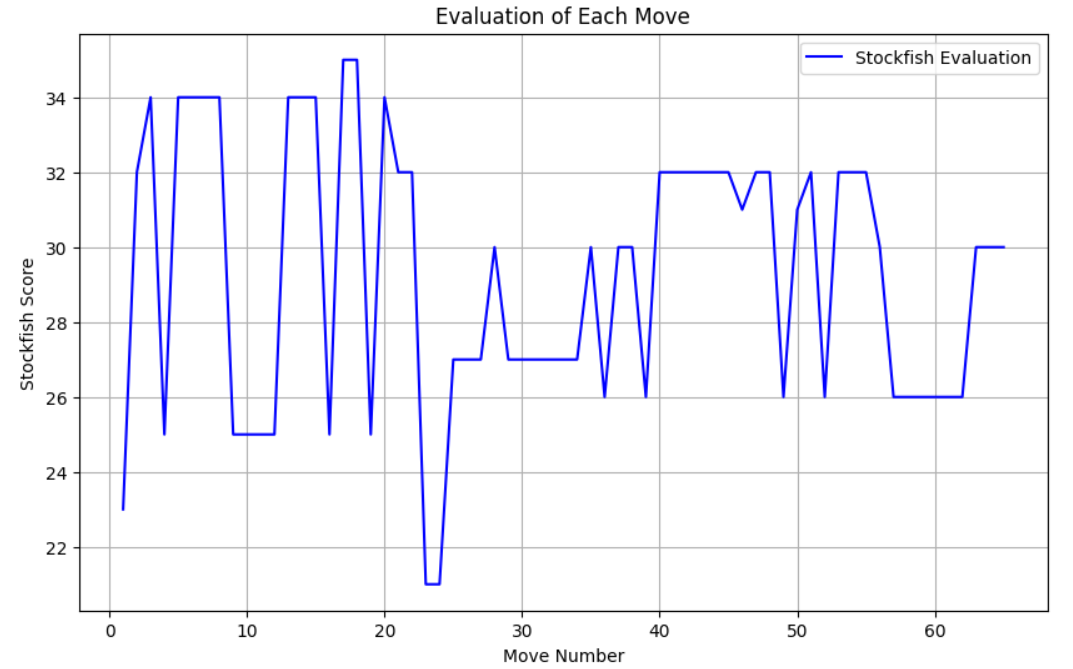 Evaluation of Each Move
Stockfish Evaluation
Stockfish Score
34
32
30
28
26
24
22
0 10 20 30 40 50 60
Move Number